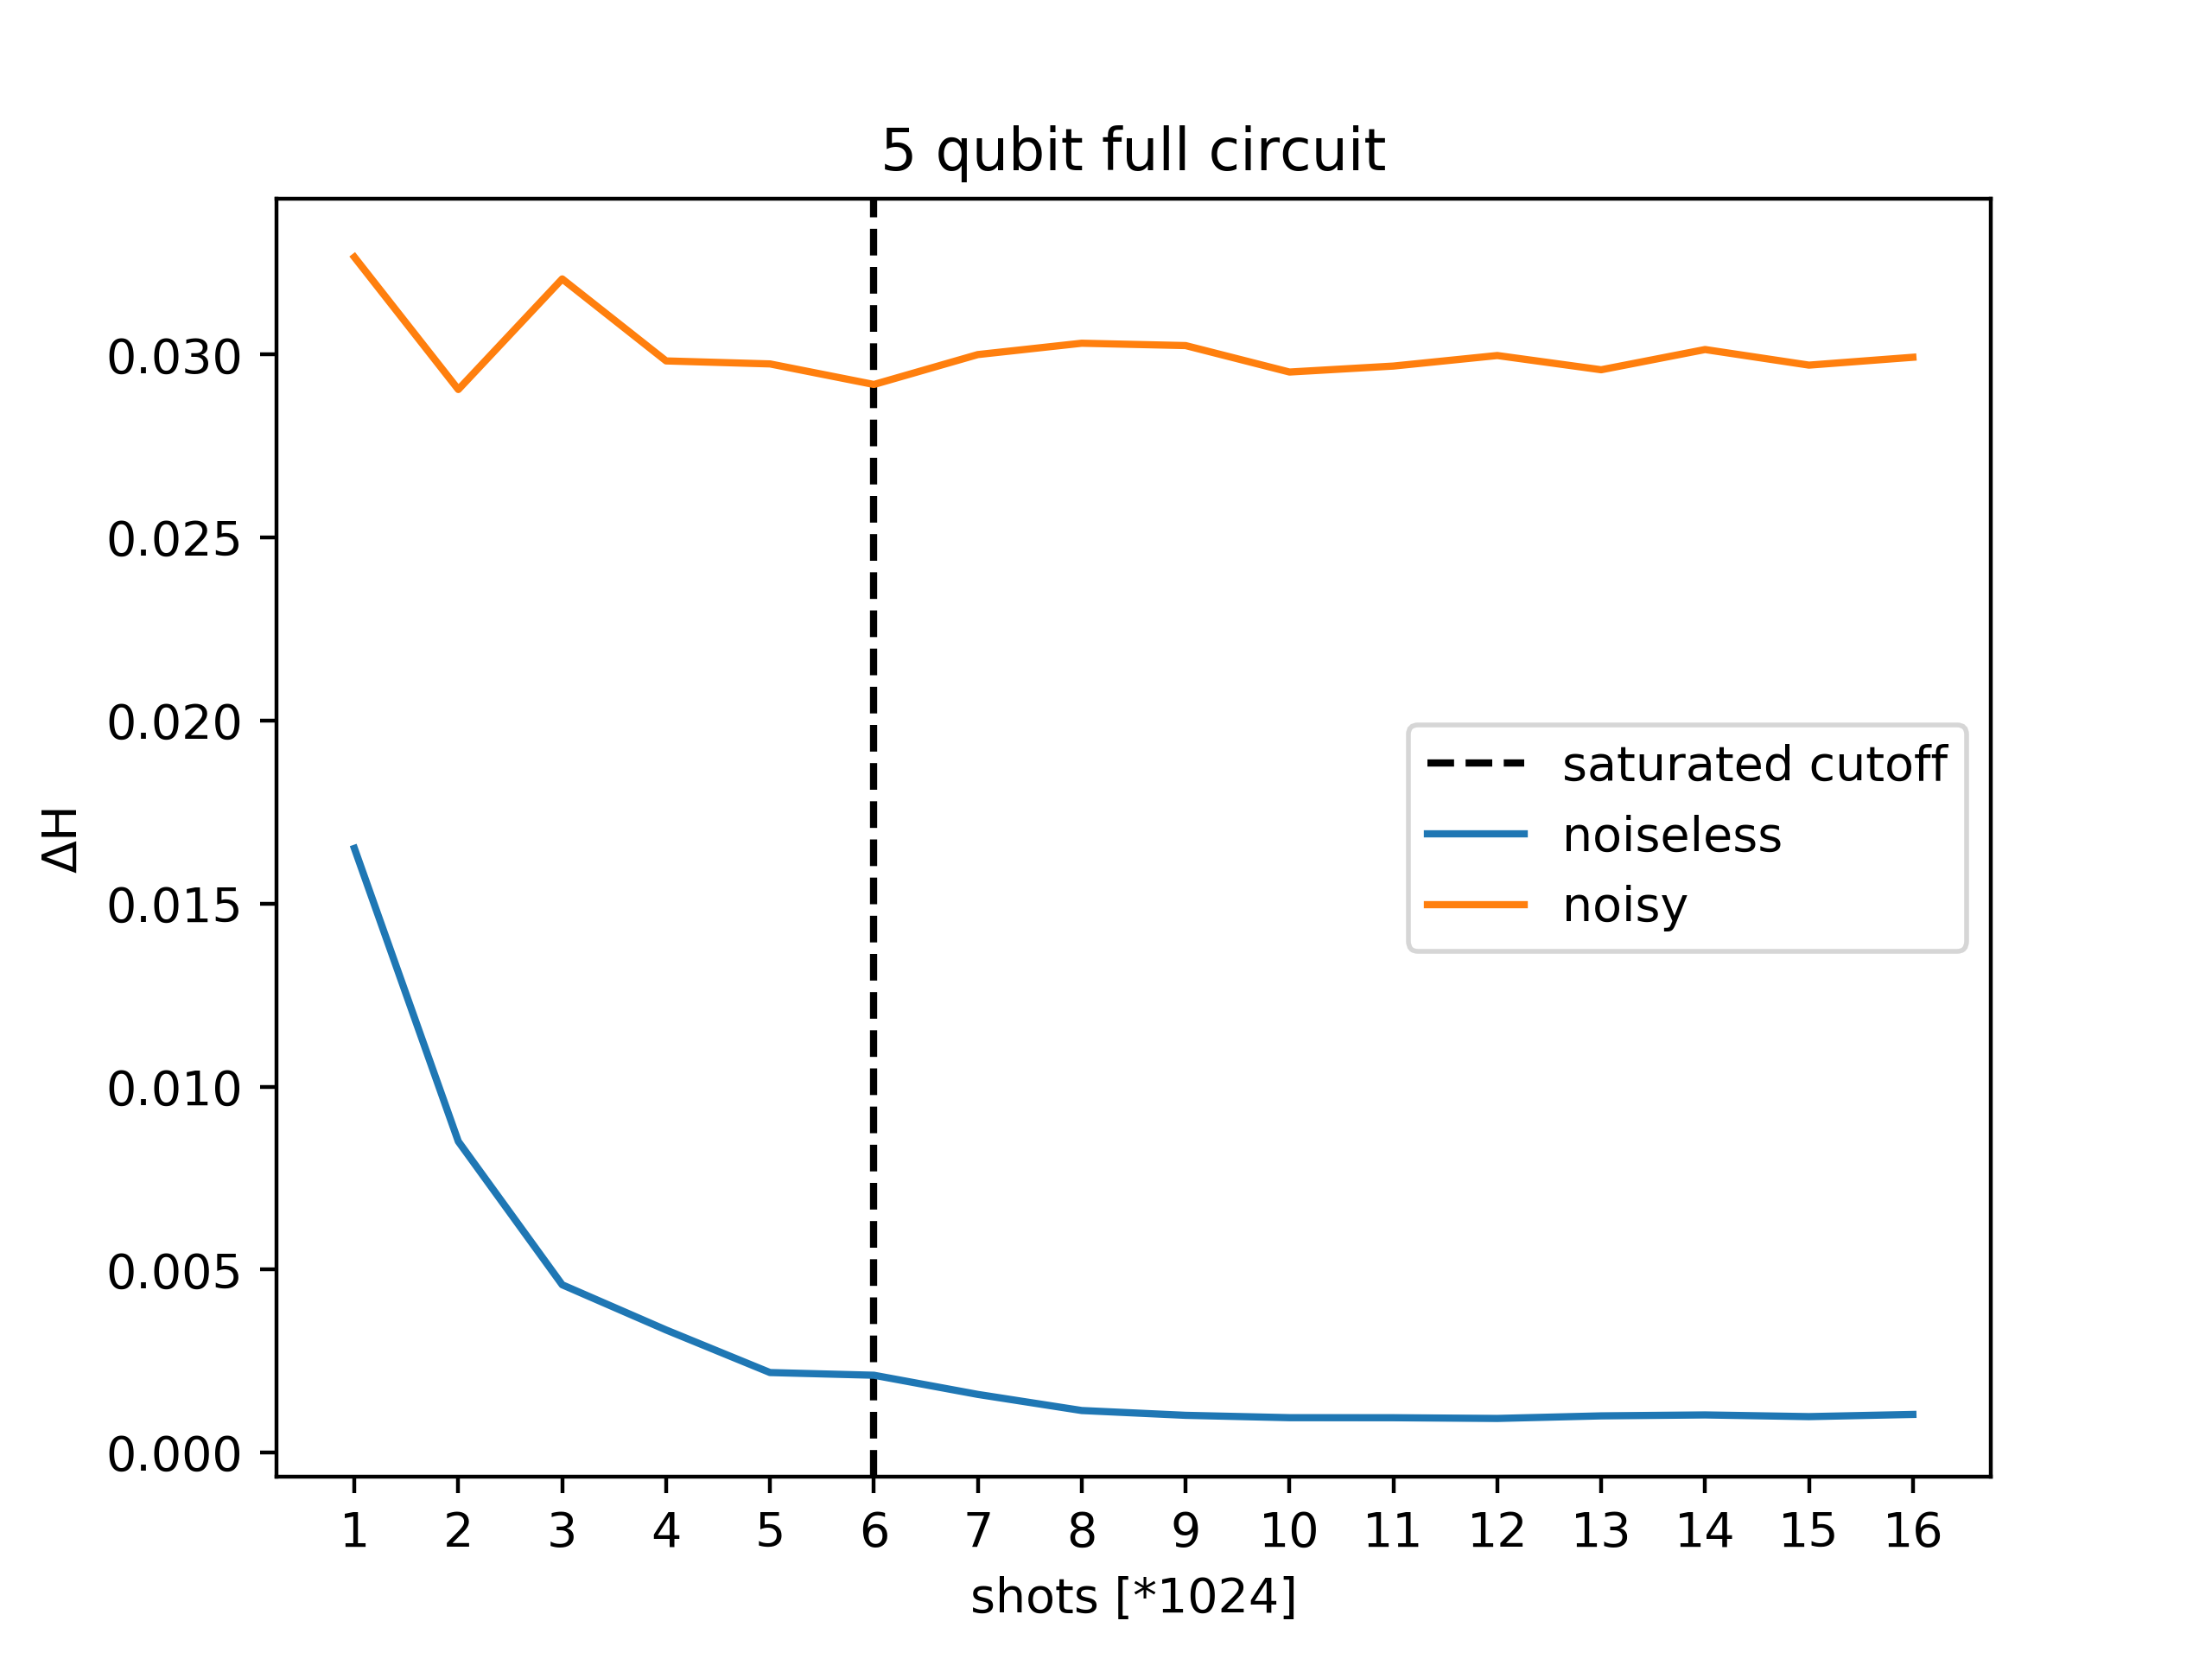 5 qubit full circuit
ΔH
0.030
0.025
0.020
0.015
0.010
0.005
0.000
saturated cutoff
noiseless
noisy
1 2 3 4 5 6 7 8 9 10 11 12 13 14 15 16
shots [*1024]